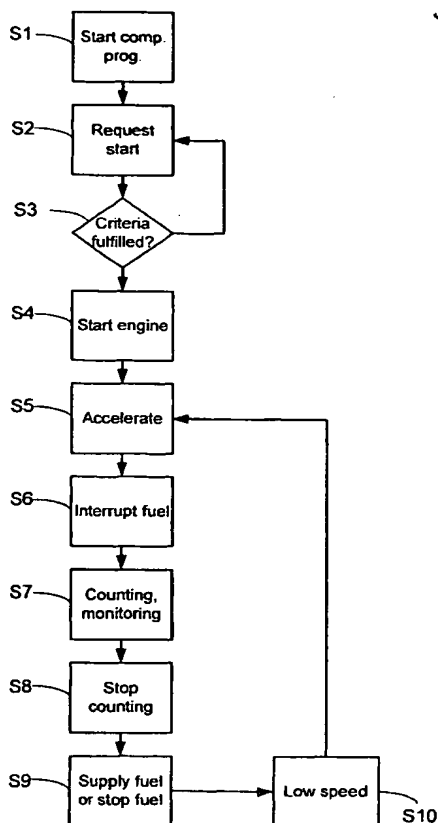 S1
Start comp.
prog.
S2
Request
start
S3
Criteria
fulfilled?
S4
Start engine
S5
Accelerate
S6
Interrupt fuel
S7
Counting,
monitoring
S8
Stop
counting
S9
Supply fuel
or stop fuel
Low speed
S10